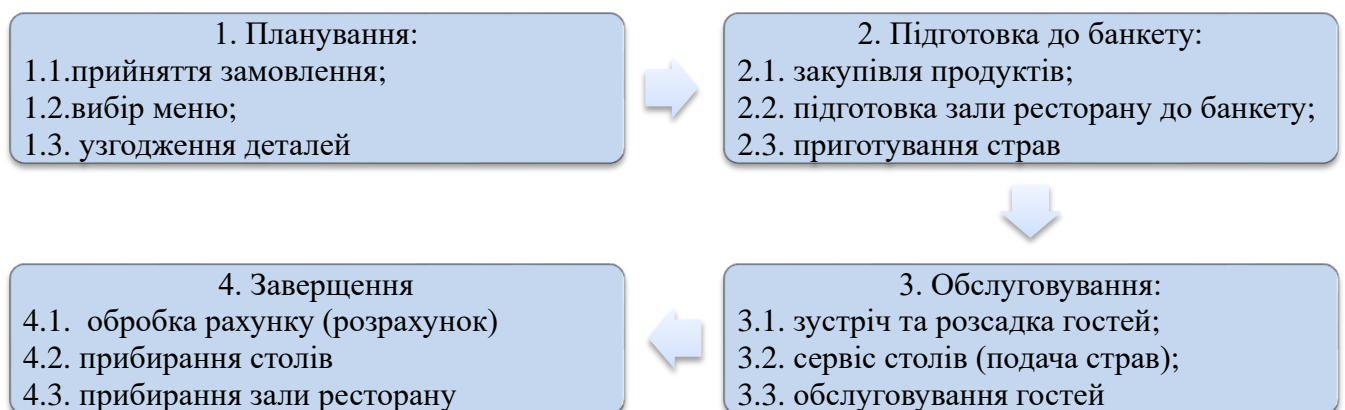 1. Планування:
1.1.прийняття замовлення;
1.2.вибір меню;
1.3. узгодження деталей
2. Підготовка до банкету:
2.1. закупівля продуктів;
2.2. підготовка зали ресторану до банкету;
2.3. приготування страв
3. Обслуговування:
3.1. зустріч та розсадка гостей;
3.2. сервіс столів (подача страв);
3.3. обслуговування гостей
4. Заверщення
4.1. обробка рахунку (розрахунок)
4.2. прибирання столів
4.3. прибирання зали ресторану